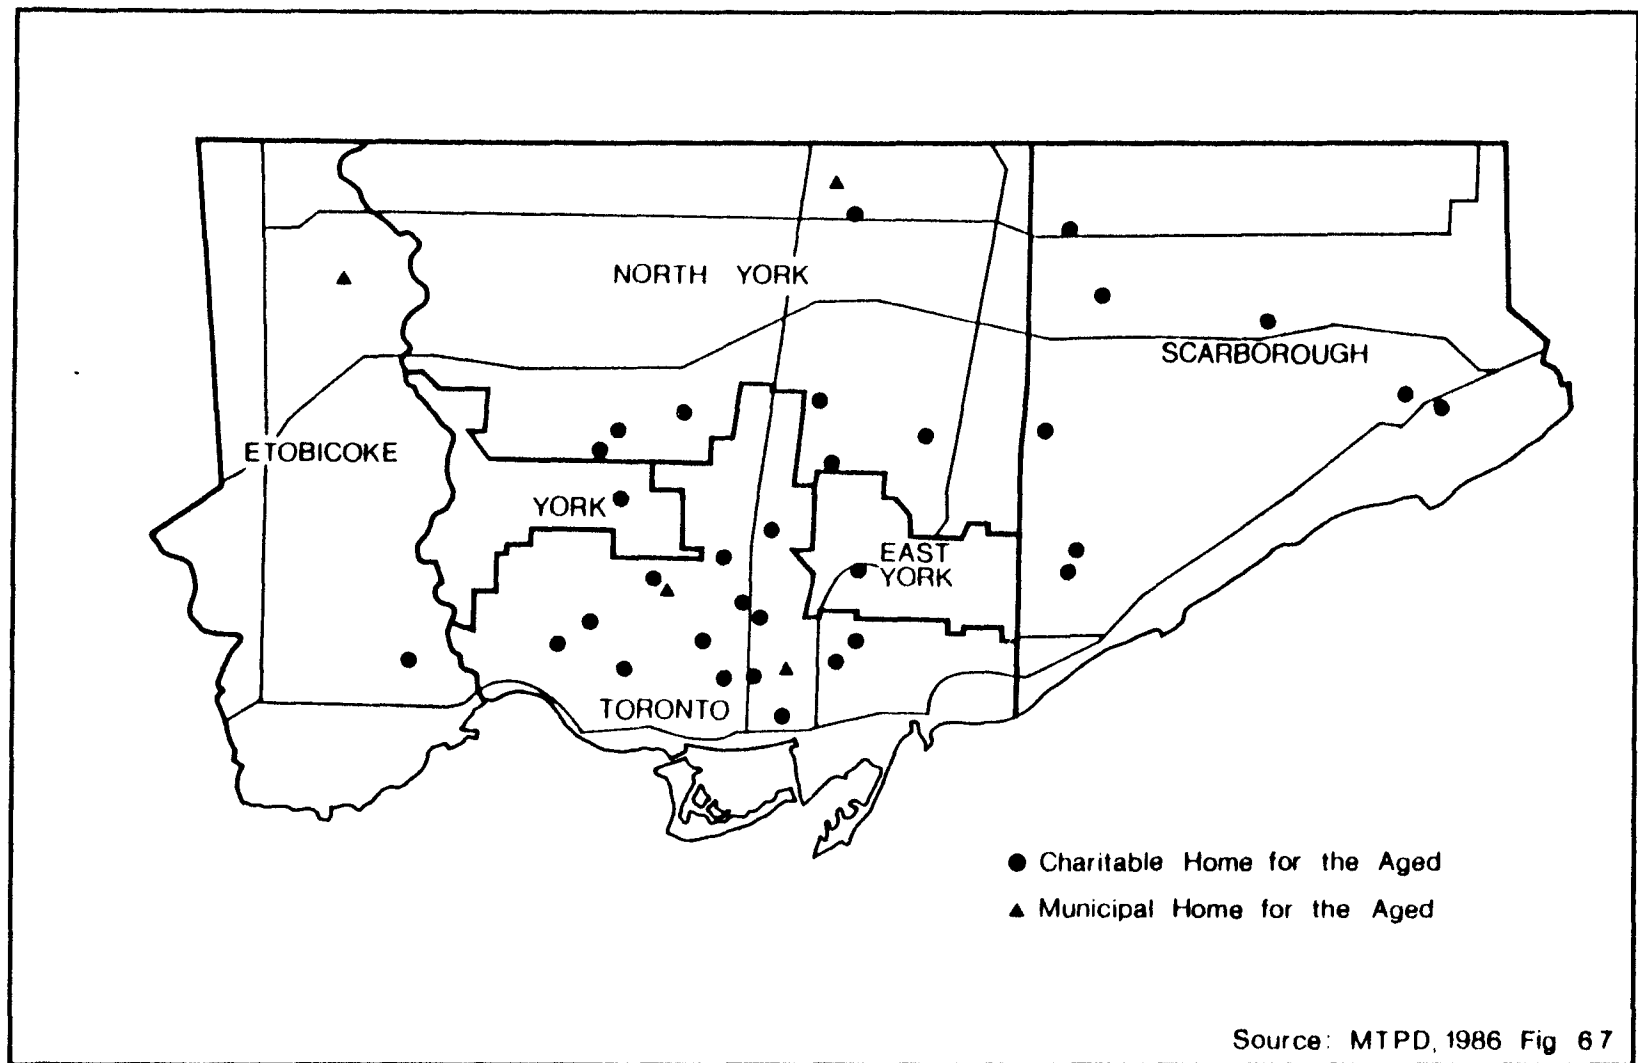 NORTH YORK
SCARBOROUGH
ETOBICOKE
YORK
EAST
YORK
TORONTO
Charitable Home for the Aged
Municipal Home for the Aged
Source: MTPD, 1986 Fig 67